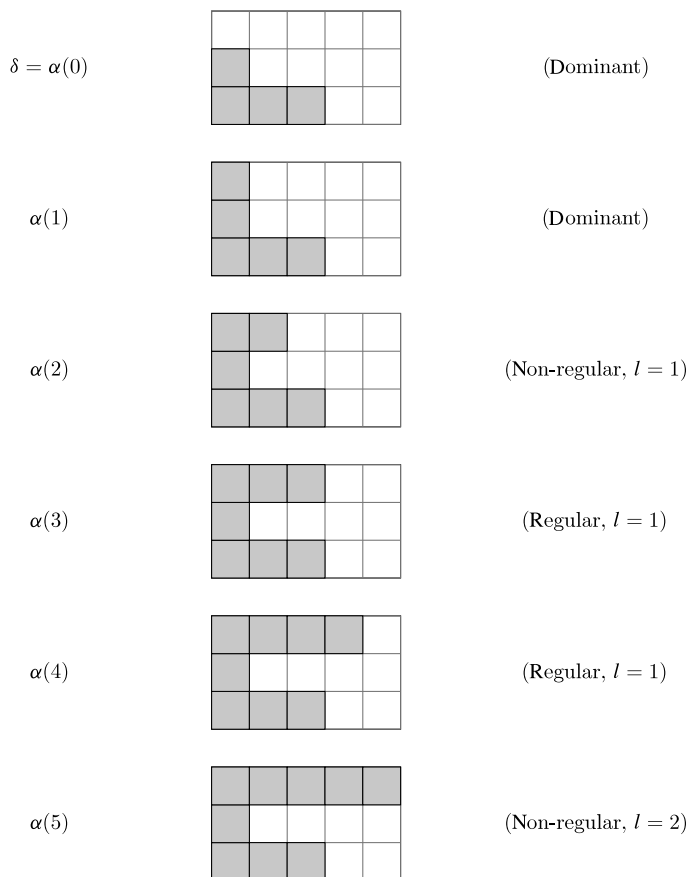 δ = α(0) (Dominant)
α(1) (Dominant)
α(2) (Non-regular, l = 1)
α(3) (Regular, l = 1)
α(4) (Regular, l = 1)
α(5) (Non-regular, l = 2)